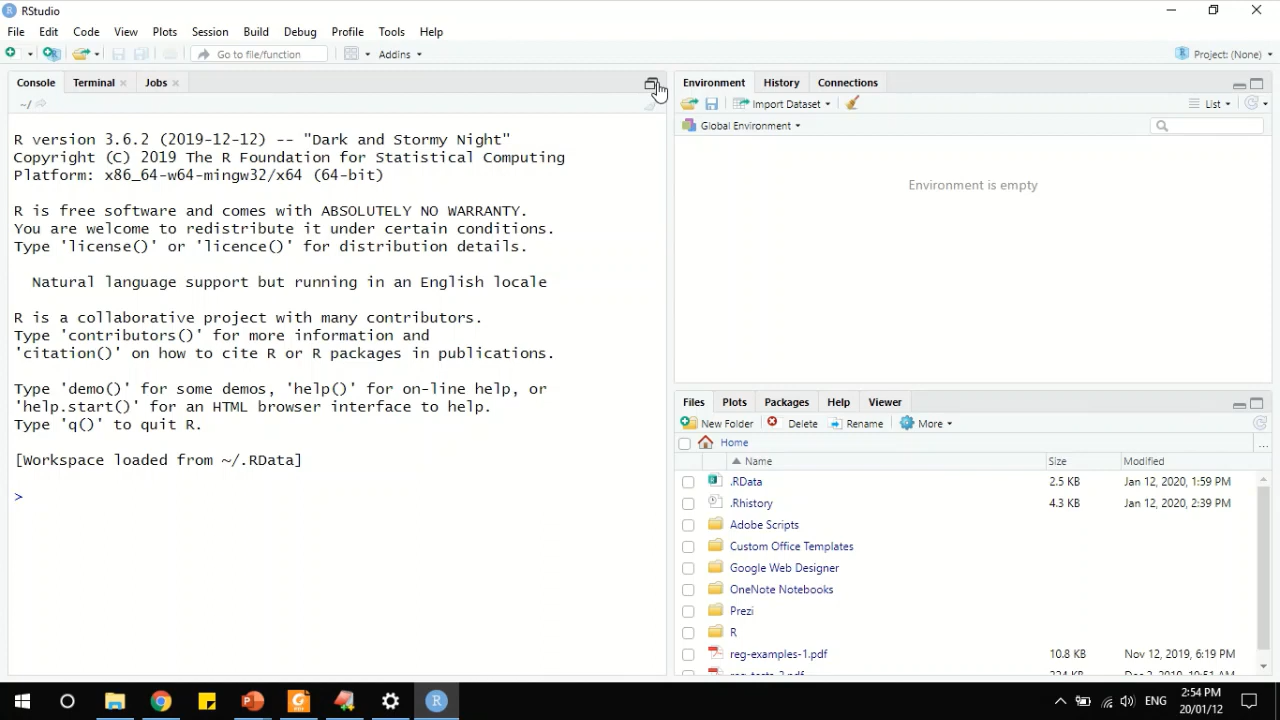 RStudio
File Edit Code View Plots Session Build Debug Profile Tools Help
Go to file/function Addins Project: (None)
Console Terminal Jobs
~/
R version 3.6.2 (2019-12-12) -- "Dark and Stormy Night"
Copyright (C) 2019 The R Foundation for Statistical Computing
Platform: x86_64-w64-mingw32/x64 (64-bit)
R is free software and comes with ABSOLUTELY NO WARRANTY.
You are welcome to redistribute it under certain conditions.
Type 'license()' or 'licence()' for distribution details.
Natural language support but running in an English locale
R is a collaborative project with many contributors.
Type 'contributors()' for more information and
'citation()' on how to cite R or R packages in publications.
Type 'demo()' for some demos, 'help()' for on-line help, or
'help.start()' for an HTML browser interface to help.
Type 'q()' to quit R.
[Workspace loaded from ~/.RData]
>
Environment History Connections
Import Dataset List
Global Environment
Environment is empty
Files Plots Packages Help Viewer
New Folder Delete Rename More
Home ...
Name Size Modified
.RData 2.5 KB Jan 12, 2020, 1:59 PM
.Rhistory 4.3 KB Jan 12, 2020, 2:39 PM
Adobe Scripts
Custom Office Templates
Google Web Designer
OneNote Notebooks
Prezi
R
reg-examples-1.pdf 10.8 KB Nov 12, 2019, 6:19 PM
ENG 2:54 PM
20/01/12